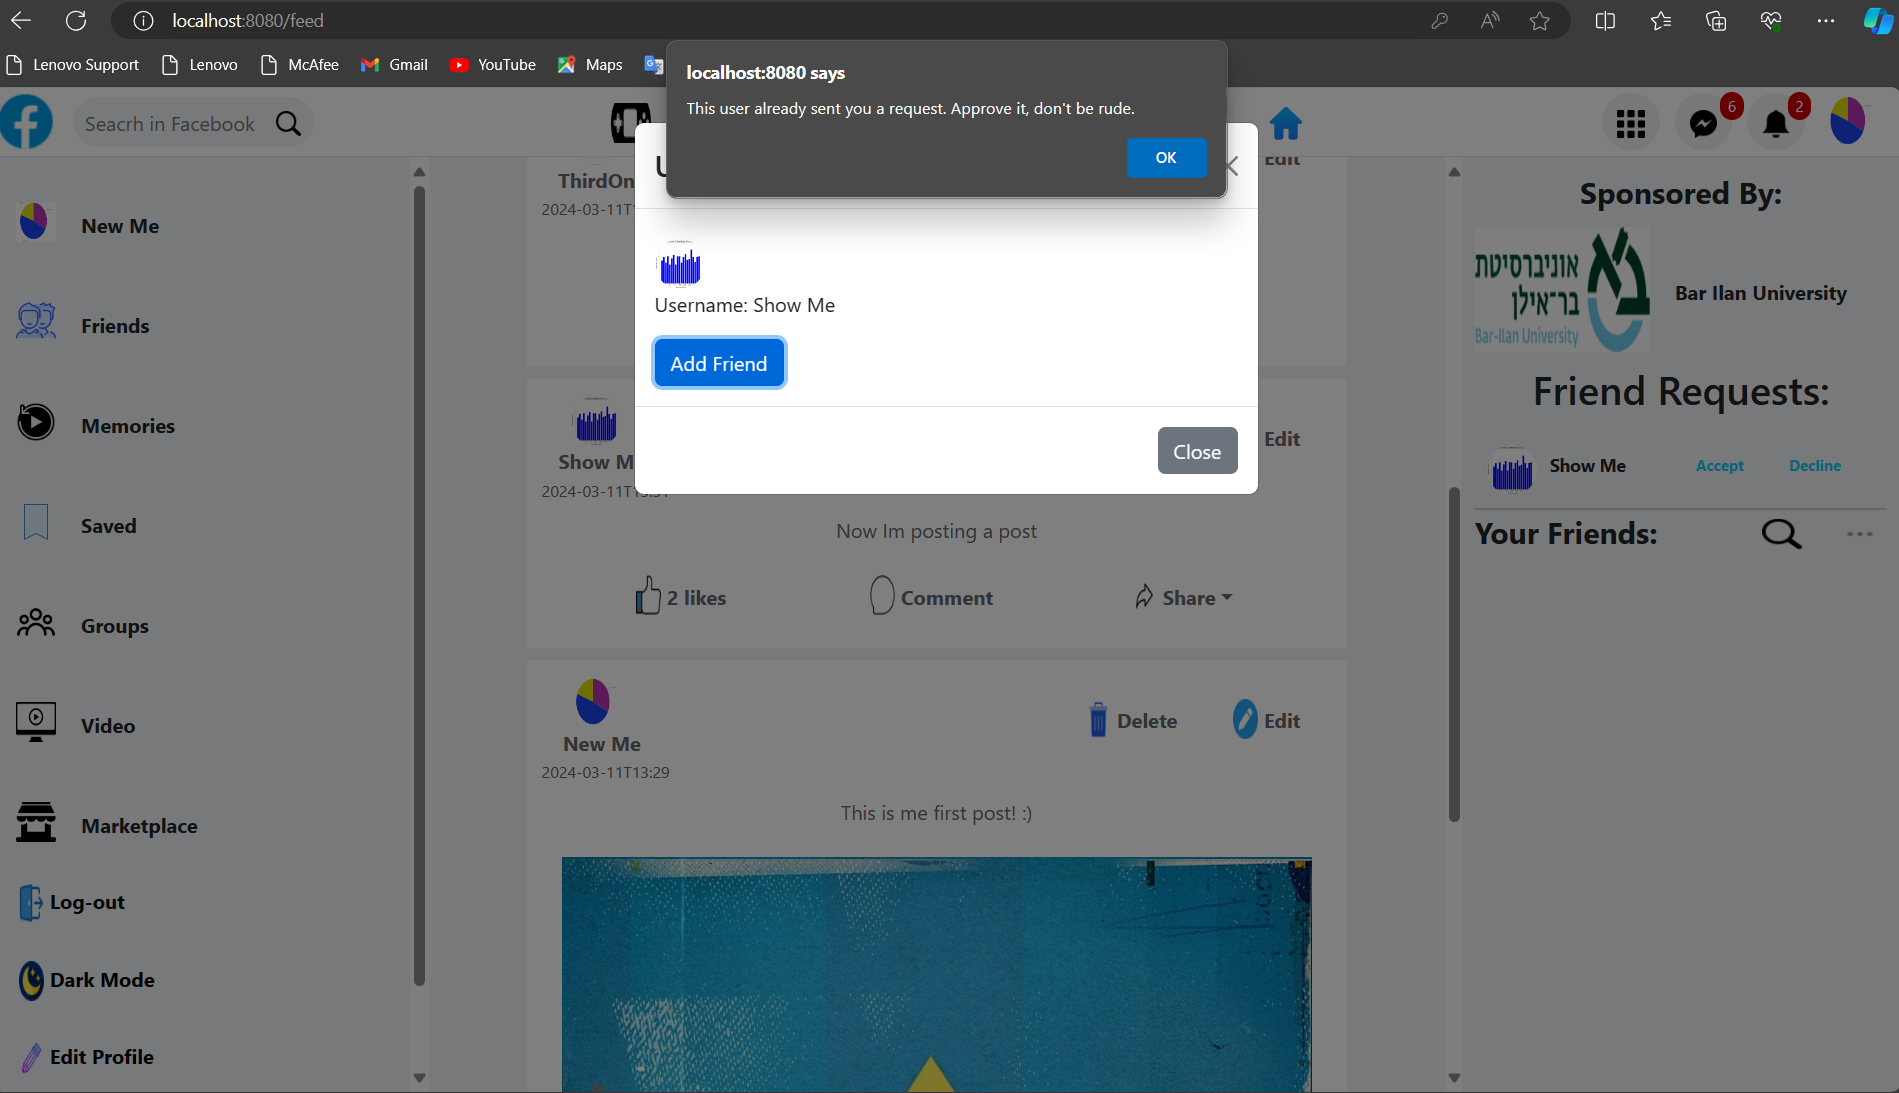 localhost:8080/feed
Lenovo Support
Lenovo
McAfee
Gmail
YouTube
Maps
localhost:8080 says
This user already sent you a request. Approve it, don't be rude.
OK
Seacrh in Facebook
6
2
New Me
Friends
Memories
Saved
Groups
Video
Marketplace
Log-out
Dark Mode
Edit Profile
ThirdOn
2024-03-11T
Edit
Username: Show Me
Add Friend
Close
Show M
2024-03-11T13:31
Edit
Now Im posting a post
2 likes
Comment
Share
New Me
2024-03-11T13:29
Delete
Edit
This is me first post! :)
Sponsored By:
אוניברסיטת
בר־אילן
Bar-Ilan University
Bar Ilan University
Friend Requests:
Show Me
Accept
Decline
Your Friends: